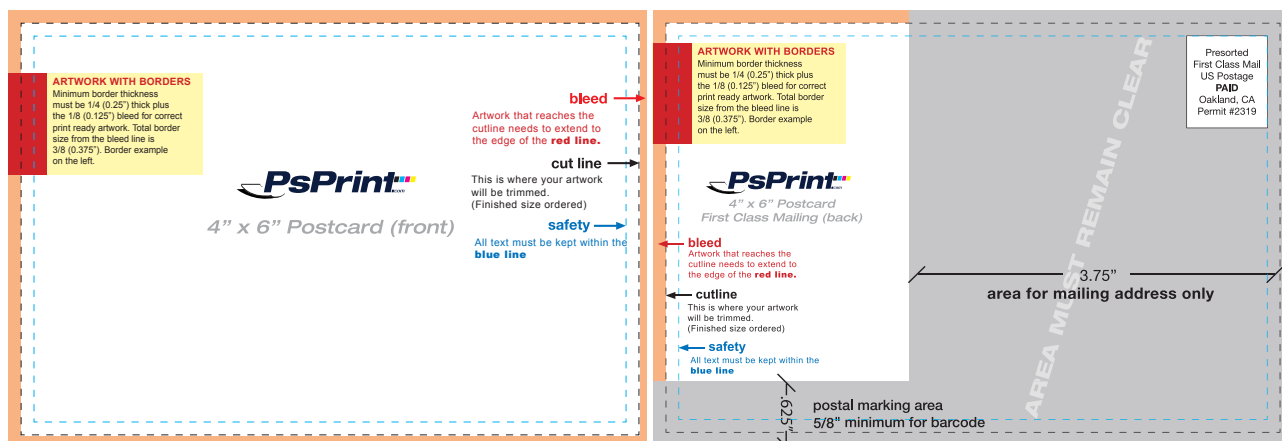 ARTWORK WITH BORDERS
Minimum border thickness
must be 1/4 (0.25") thick plus
the 1/8 (0.125") bleed for correct
print ready artwork. Total border
size from the bleed line is
3/8 (0.375"). Border example
on the left.
bleed
Artwork that reaches the
cutline needs to extend to
the edge of the red line.
cut line
This is where your artwork
will be trimmed.
(Finished size ordered)
safety
All text must be kept within the
blue line
PsPrint.com
4" x 6" Postcard (front)
ARTWORK WITH BORDERS
Minimum border thickness
must be 1/4 (0.25") thick plus
the 1/8 (0.125") bleed for correct
print ready artwork. Total border
size from the bleed line is
3/8 (0.375"). Border example
on the left.
PsPrint.com
4" x 6" Postcard
First Class Mailing (back)
bleed
Artwork that reaches the
cutline needs to extend to
the edge of the red line.
cutline
This is where your artwork
will be trimmed.
(Finished size ordered)
safety
All text must be kept within the
blue line
Presorted
First Class Mail
US Postage
PAID
Oakland, CA
Permit #2319
AREA MUST REMAIN CLEAR
3.75"
area for mailing address only
.625"
postal marking area
5/8" minimum for barcode